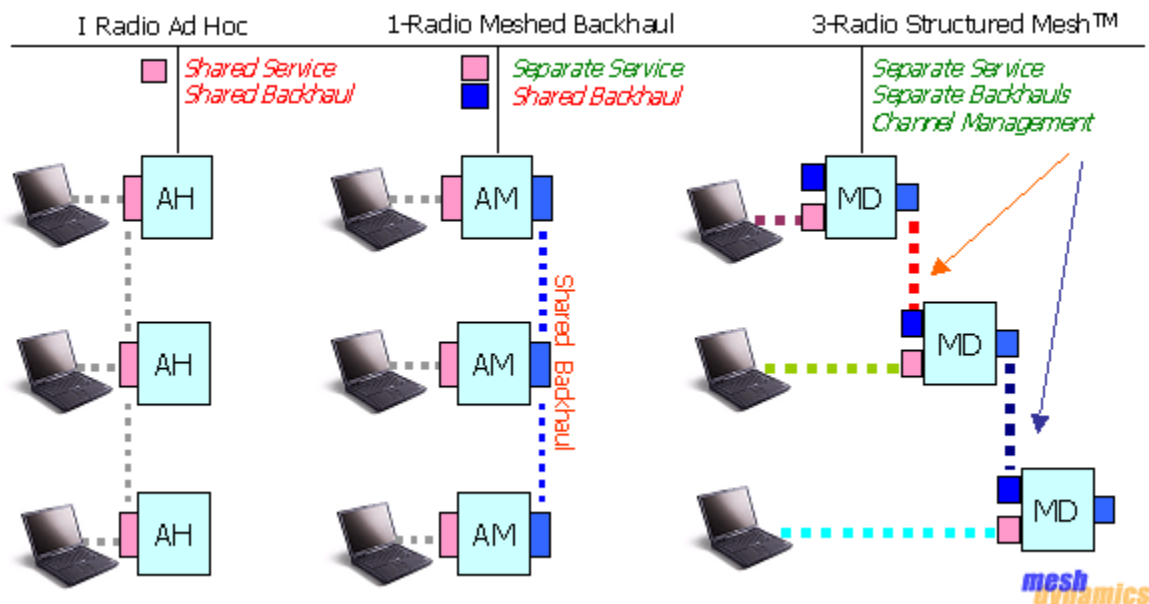 I Radio Ad Hoc
1-Radio Meshed Backhaul
3-Radio Structured Mesh™
Shared Service
Shared Backhaul
Separate Service
Shared Backhaul
Separate Service
Separate Backhauls
Channel Management
AH
AM
MD
Shared Backhaul
AH
AM
MD
AH
AM
MD
mesh
dynamics